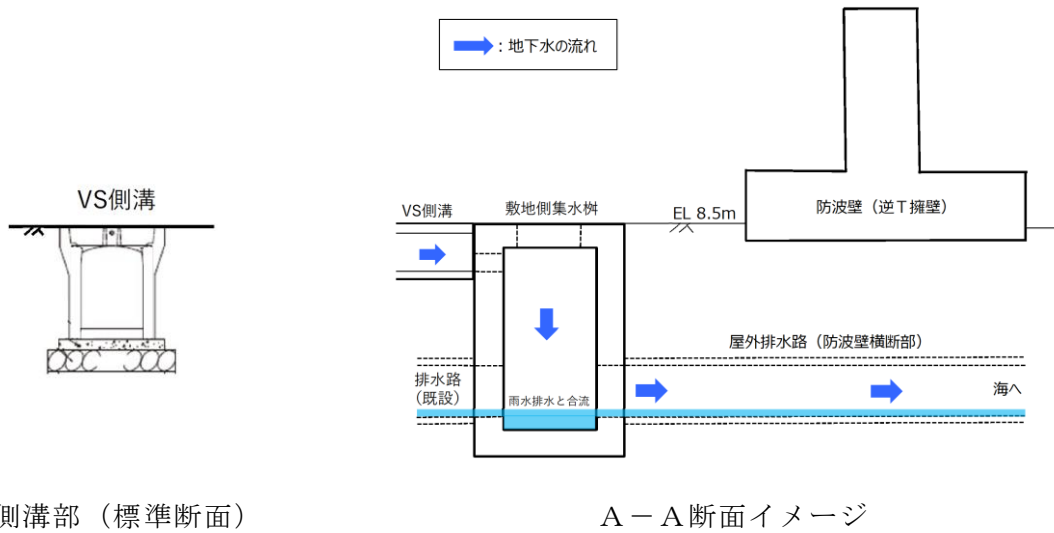 ：地下水の流れ
VS側溝
VS側溝
敷地側集水桝
EL 8.5m
防波壁（逆Ｔ擁壁）
屋外排水路（防波壁横断部）
排水路
（既設）
雨水排水と合流
海へ
側溝部（標準断面）
Ａ－Ａ断面イメージ